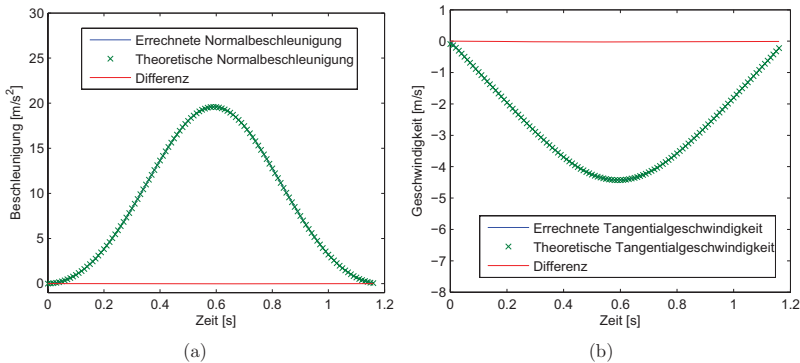 30
25
20
15
10
5
0
Beschleunigung [m/s²]
Errechnete Normalbeschleunigung
Theoretische Normalbeschleunigung
Differenz
0 0.2 0.4 0.6 0.8 1 1.2
Zeit [s]
(a)
1
0
−1
−2
−3
−4
−5
−6
−7
−8
Geschwindigkeit [m/s]
Errechnete Tangentialgeschwindigkeit
Theoretische Tangentialgeschwindigkeit
Differenz
0 0.2 0.4 0.6 0.8 1 1.2
Zeit [s]
(b)